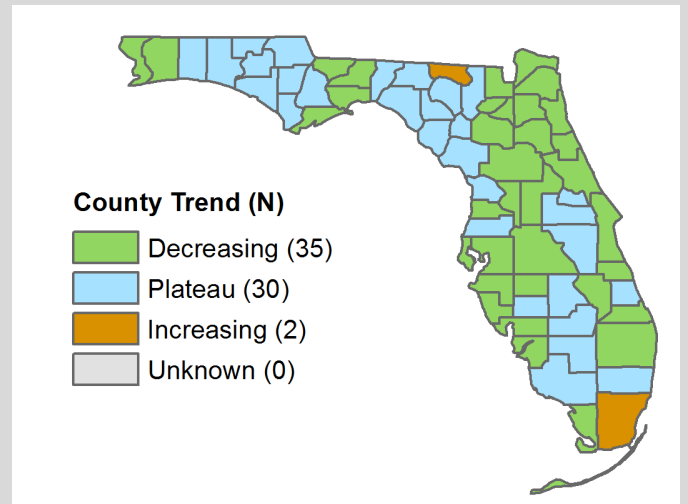 County Trend (N)
Decreasing (35)
Plateau (30)
Increasing (2)
Unknown (0)